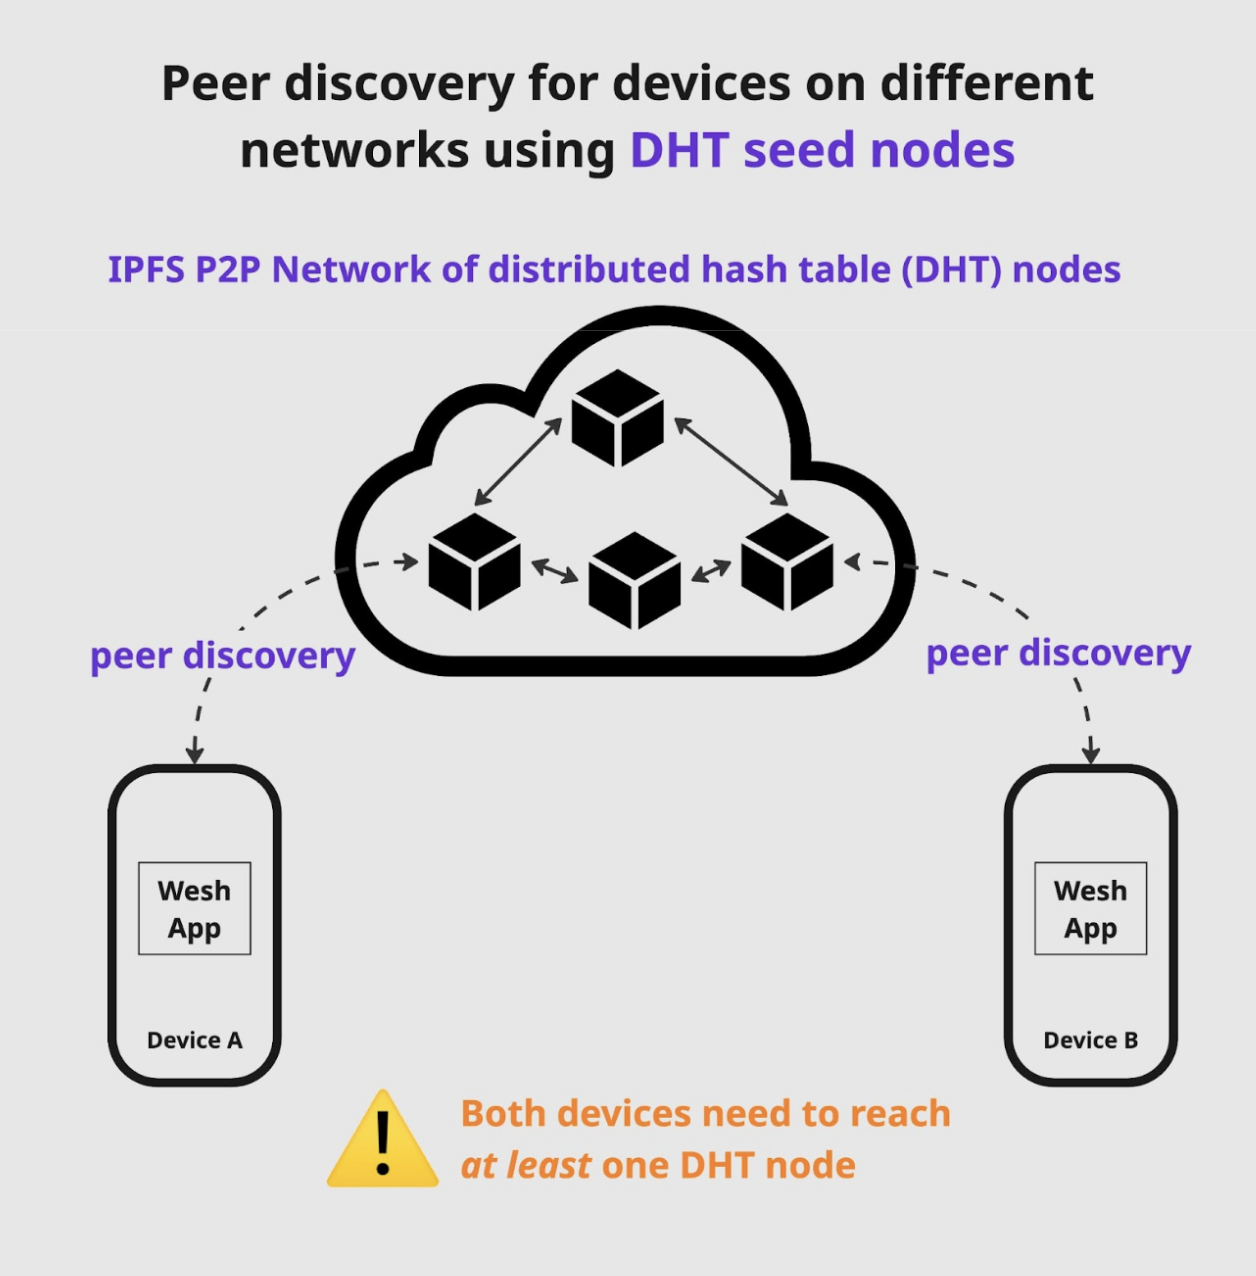 Peer discovery for devices on different
networks using DHT seed nodes
IPFS P2P Network of distributed hash table (DHT) nodes
peer discovery
peer discovery
Wesh
App
Device A
Wesh
App
Device B
Both devices need to reach
at least one DHT node